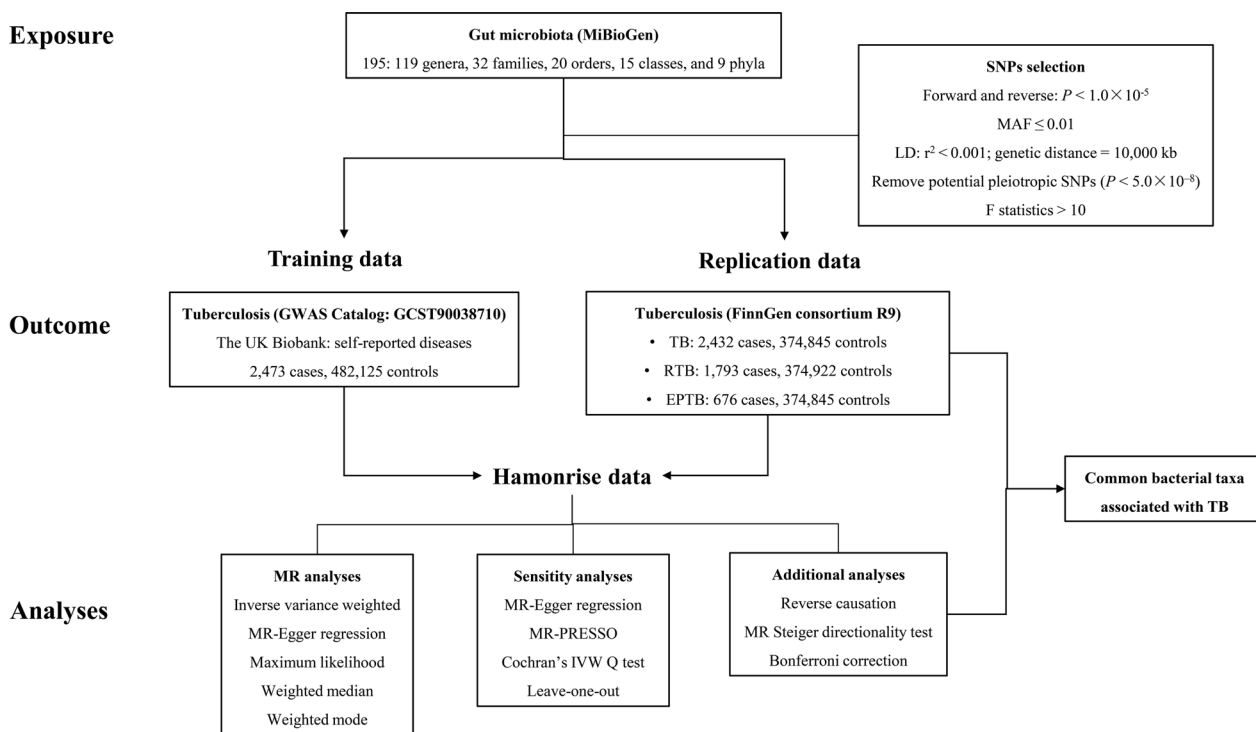 Exposure
Gut microbiota (MiBioGen)
195: 119 genera, 32 families, 20 orders, 15 classes, and 9 phyla
SNPs selection
Forward and reverse: P < 1.0×10⁻⁵
MAF ≤ 0.01
LD: r² < 0.001; genetic distance = 10,000 kb
Remove potential pleiotropic SNPs (P < 5.0×10⁻⁸)
F statistics > 10
Training data
Replication data
Outcome
Tuberculosis (GWAS Catalog: GCST90038710)
The UK Biobank: self-reported diseases
2,473 cases, 482,125 controls
Tuberculosis (FinnGen consortium R9)
• TB: 2,432 cases, 374,845 controls
• RTB: 1,793 cases, 374,922 controls
• EPTB: 676 cases, 374,845 controls
Hamonrise data
Common bacterial taxa
associated with TB
Analyses
MR analyses
Inverse variance weighted
MR-Egger regression
Maximum likelihood
Weighted median
Weighted mode
Sensitity analyses
MR-Egger regression
MR-PRESSO
Cochran's IVW Q test
Leave-one-out
Additional analyses
Reverse causation
MR Steiger directionality test
Bonferroni correction